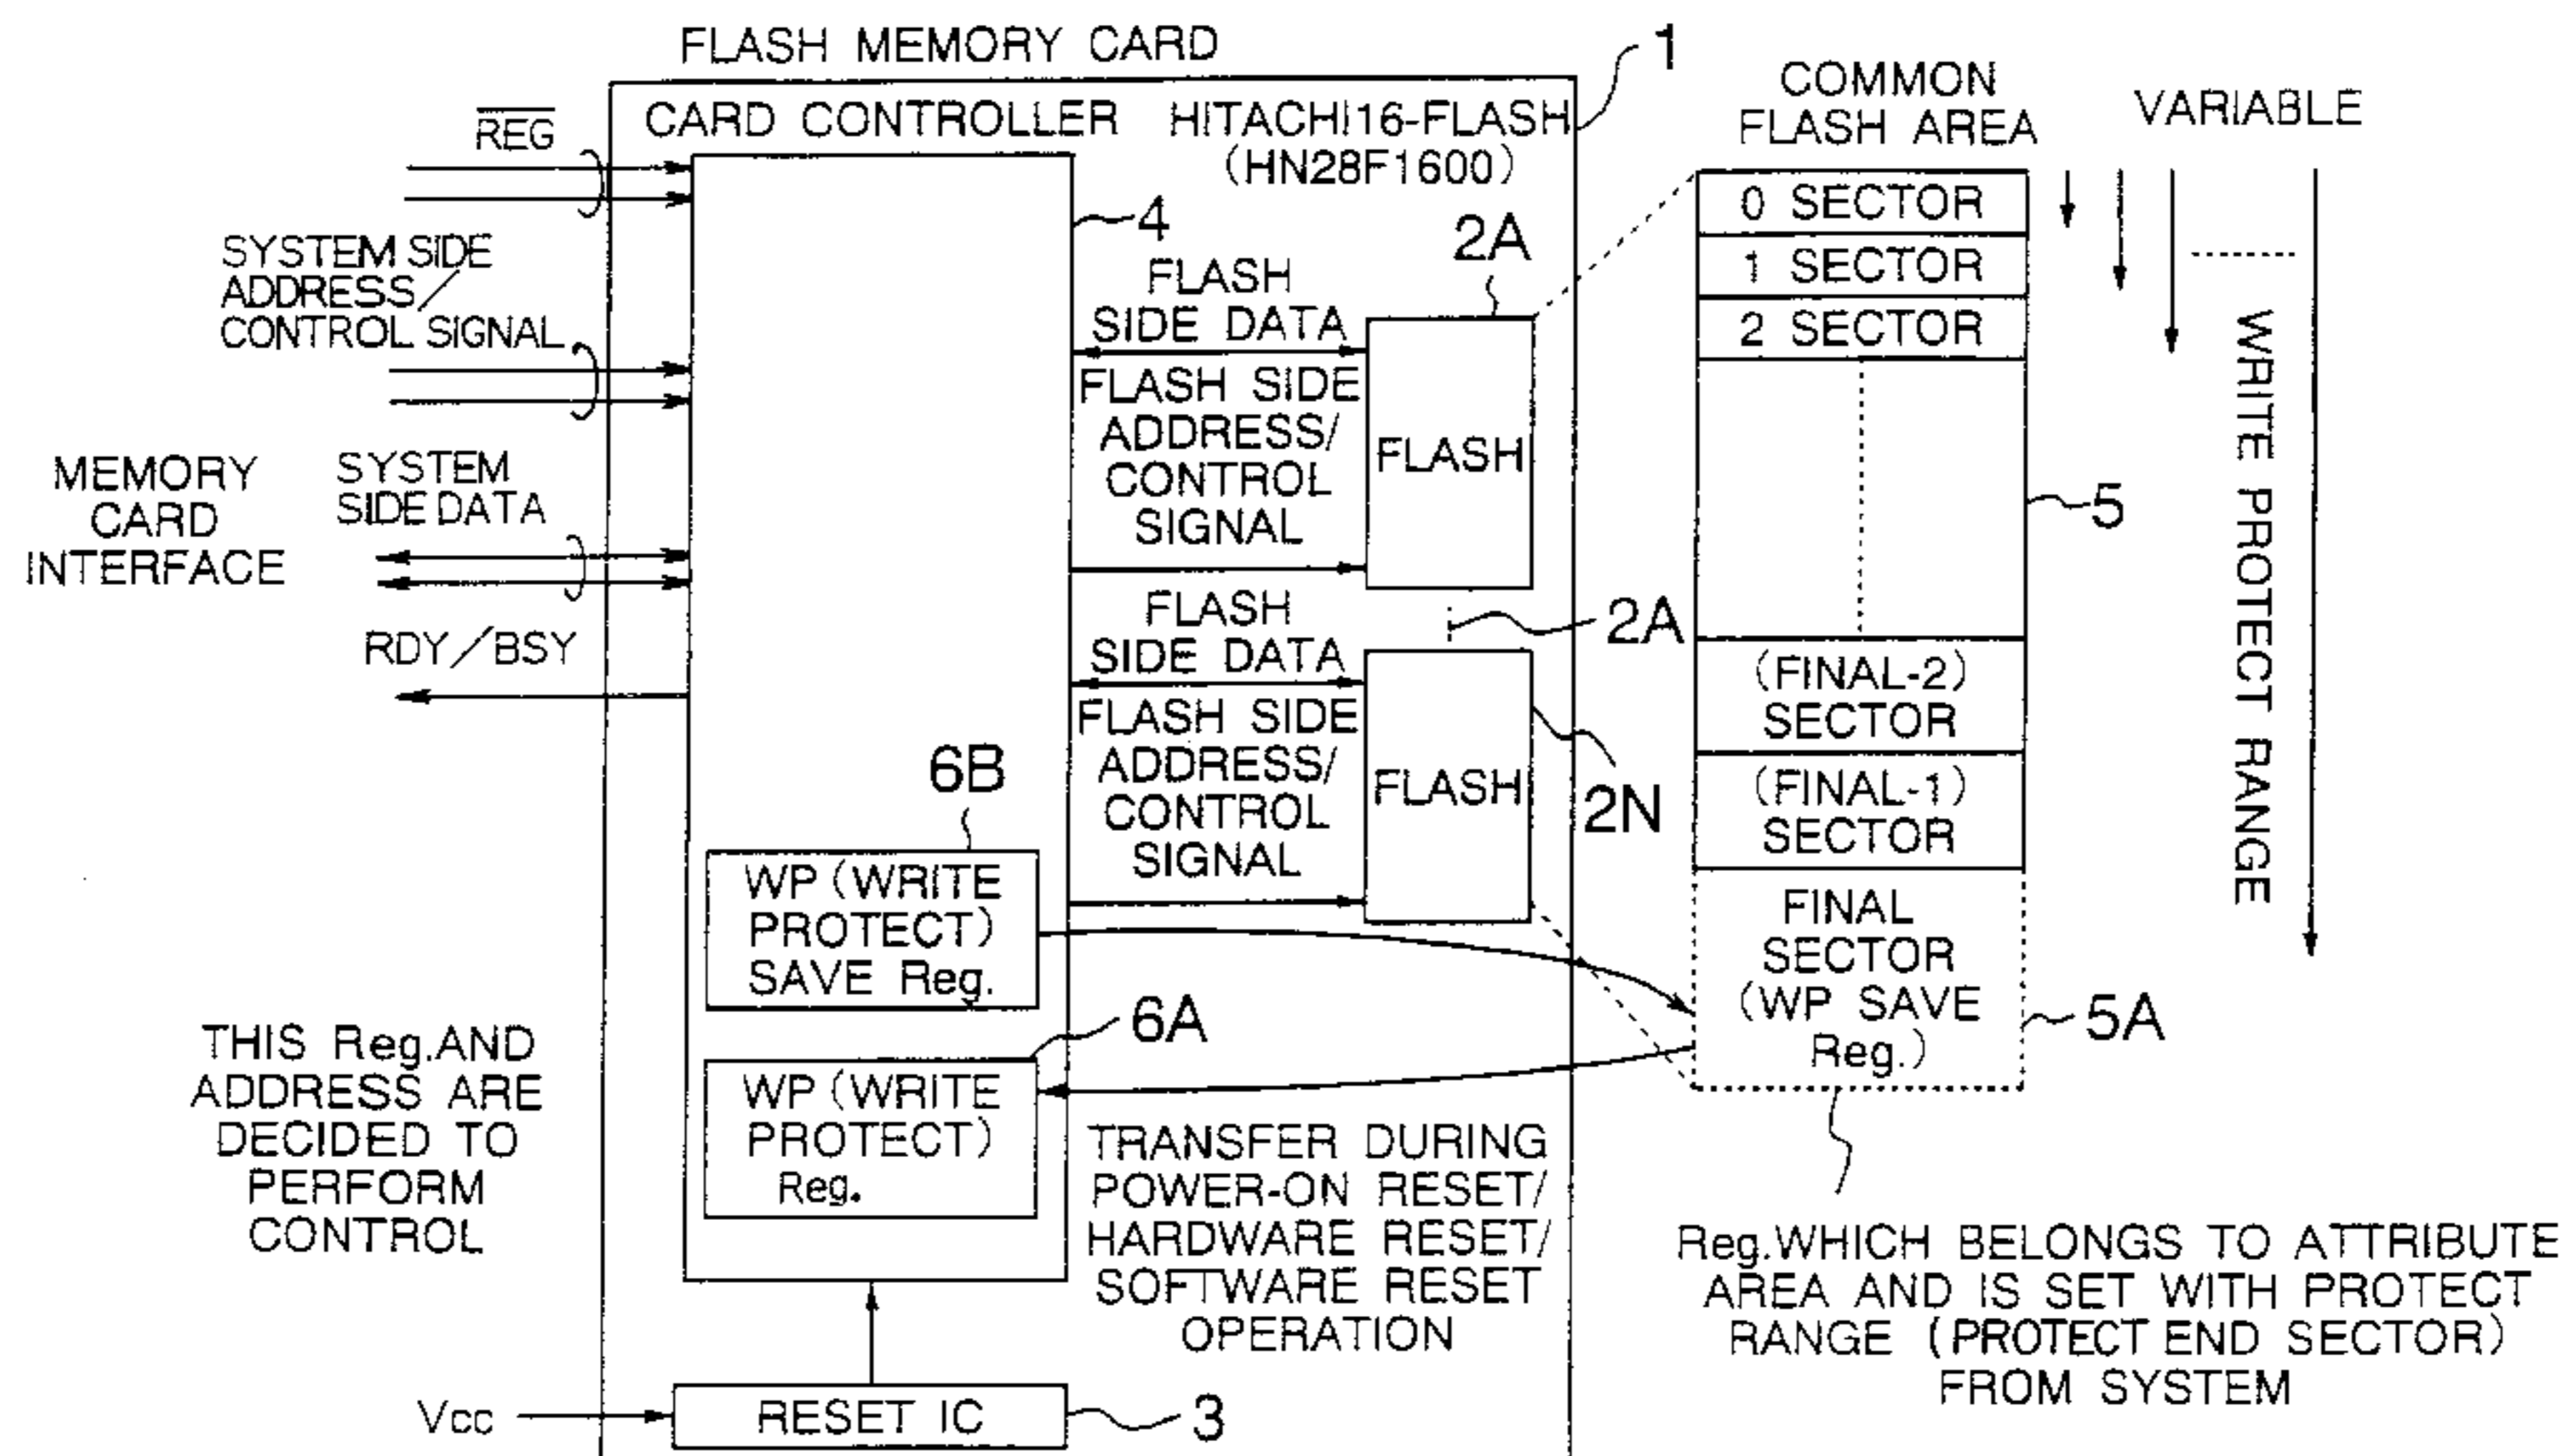 FLASH MEMORY CARD
1
CARD CONTROLLER
HITACHI16-FLASH
(HN28F1600)
REG
4
SYSTEM SIDE
ADDRESS/
CONTROL SIGNAL
MEMORY
CARD
INTERFACE
SYSTEM
SIDE DATA
RDY/BSY
FLASH
SIDE DATA
FLASH SIDE
ADDRESS/
CONTROL
SIGNAL
2A
FLASH
2A
FLASH
SIDE DATA
FLASH SIDE
ADDRESS/
CONTROL
SIGNAL
FLASH
2N
6B
WP (WRITE
PROTECT)
SAVE Reg.
6A
WP (WRITE
PROTECT)
Reg.
THIS Reg.AND
ADDRESS ARE
DECIDED TO
PERFORM
CONTROL
TRANSFER DURING
POWER-ON RESET/
HARDWARE RESET/
SOFTWARE RESET
OPERATION
Vcc
RESET IC
3
COMMON
FLASH AREA
VARIABLE
0 SECTOR
1 SECTOR
2 SECTOR
5
(FINAL-2)
SECTOR
(FINAL-1)
SECTOR
FINAL
SECTOR
(WP SAVE
Reg.)
5A
WRITE PROTECT RANGE
Reg.WHICH BELONGS TO ATTRIBUTE
AREA AND IS SET WITH PROTECT
RANGE (PROTECT END SECTOR)
FROM SYSTEM